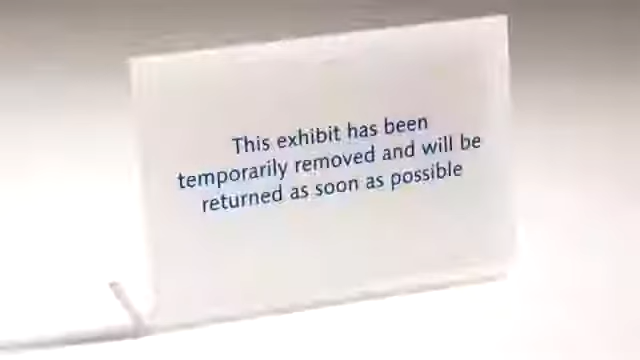 This exhibit has been
temporarily removed and will be
returned as soon as possible